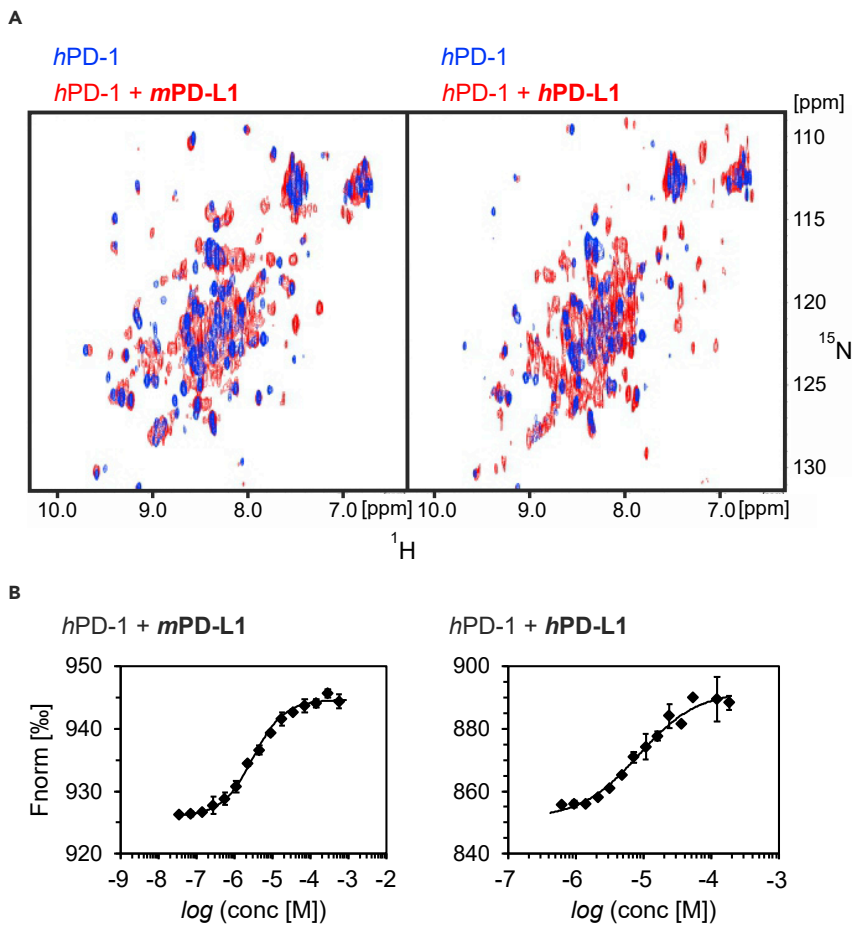 A
hPD-1
hPD-1 + mPD-L1
hPD-1
hPD-1 + hPD-L1
[ppm]
110
115
120
15N
125
130
10.0 9.0 8.0 7.0 [ppm] 10.0 9.0 8.0 7.0 [ppm]
1H
B
hPD-1 + mPD-L1
hPD-1 + hPD-L1
Fnorm [‰]
950
940
930
920
-9 -8 -7 -6 -5 -4 -3 -2
log (conc [M])
900
880
860
840
-7 -6 -5 -4 -3
log (conc [M])